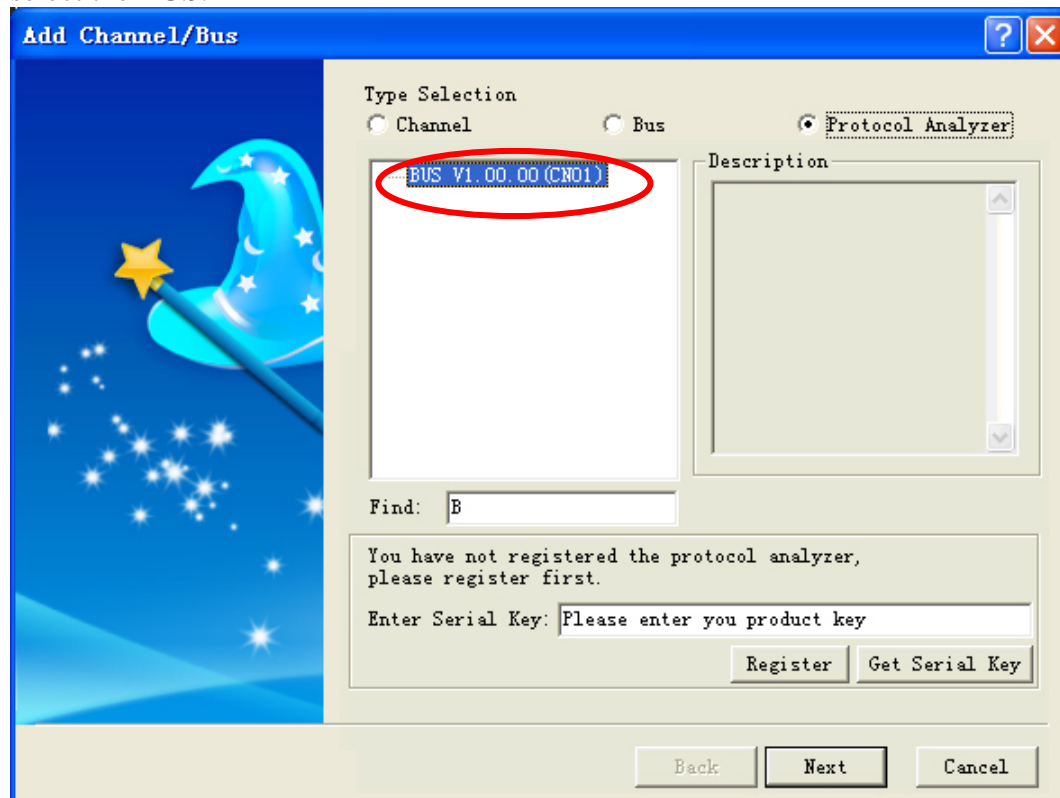 Add Channel/Bus
Type Selection
Channel
Bus
Protocol Analyzer
BUS V1.00.00(CN01)
Description
Find:
B
You have not registered the protocol analyzer,
please register first.
Enter Serial Key:
Please enter you product key
Register
Get Serial Key
Back
Next
Cancel